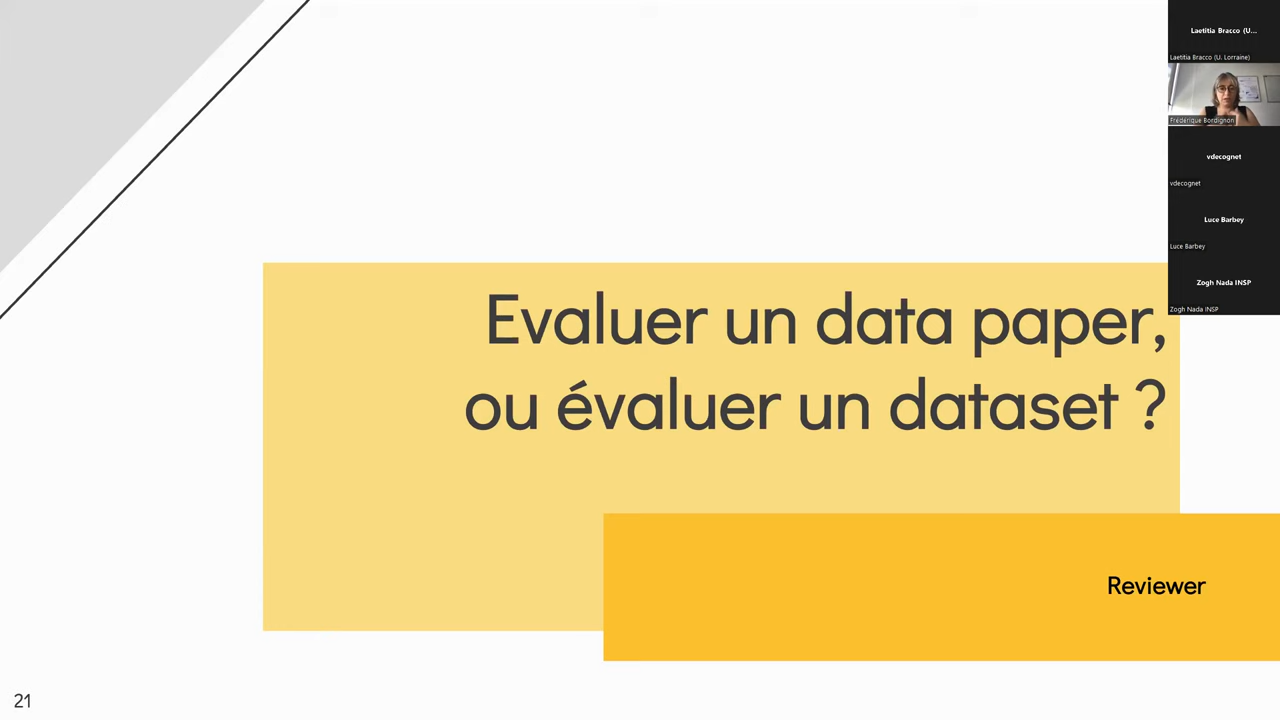 Laetitia Bracco (U...
Laetitia Bracco (U. Lorraine)
Frédérique Bordignon
vdecognet
vdecognet
Luce Barbey
Luce Barbey
Zogh Nada INSP
Zogh Nada INSP
Evaluer un data paper,
ou évaluer un dataset ?
Reviewer
21